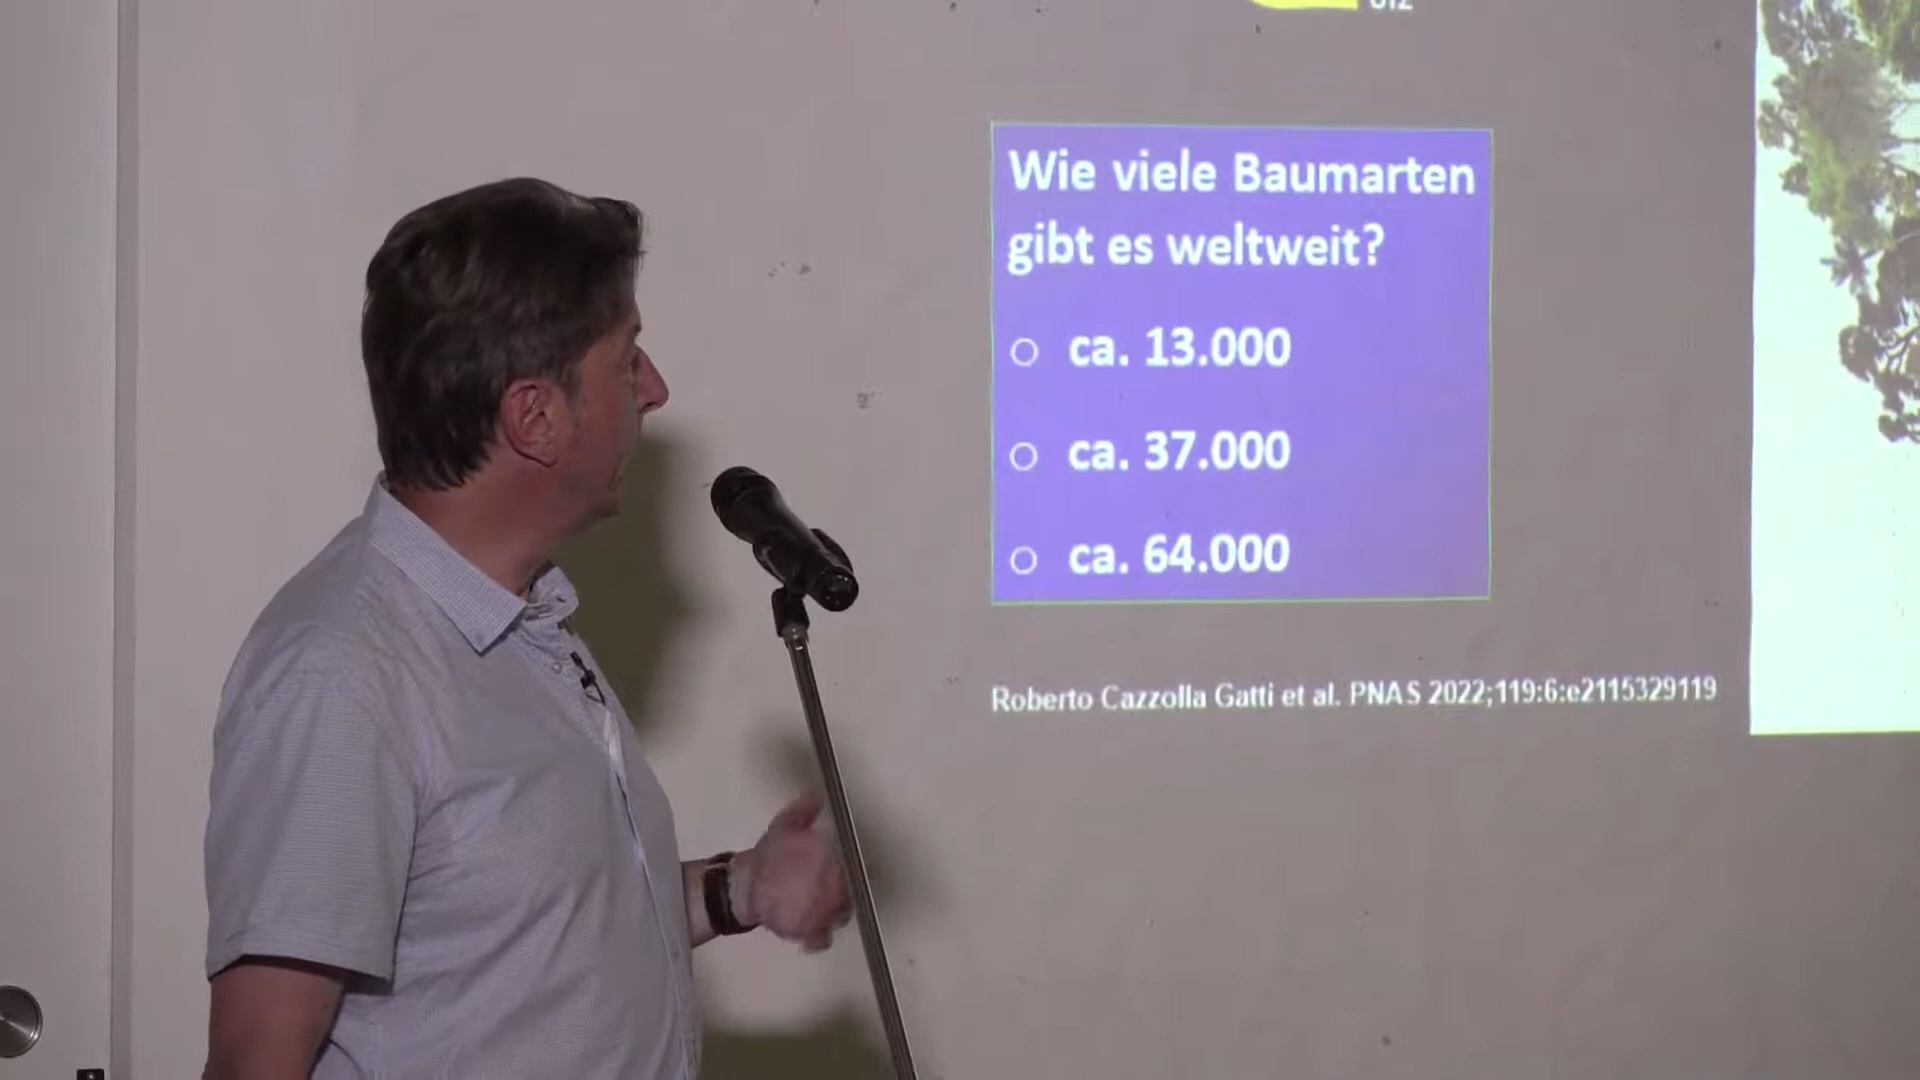 Wie viele Baumarten
gibt es weltweit?
ca. 13.000
ca. 37.000
ca. 64.000
Roberto Cazzolla Gatti et al. PNAS 2022;119:6:e2115329119